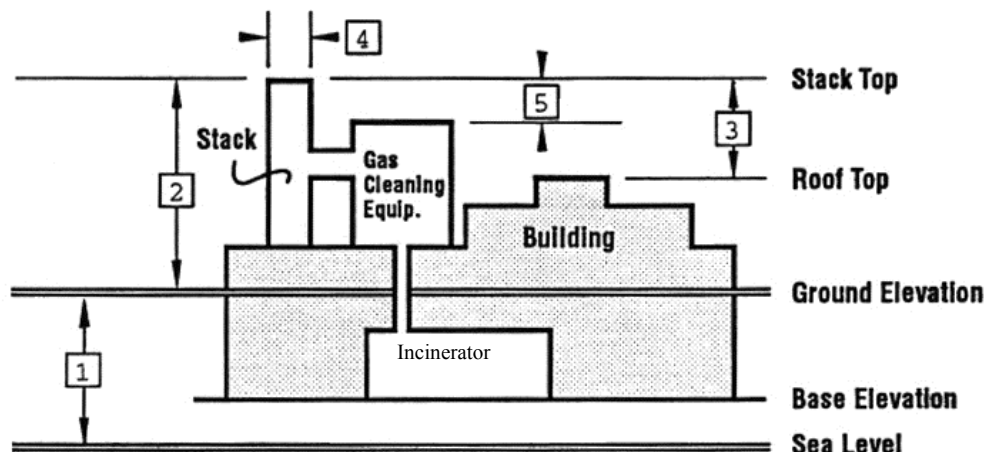 4
Stack Top
5
3
Stack
Gas
Cleaning
Equip.
2
Roof Top
Building
Ground Elevation
Incinerator
1
Base Elevation
Sea Level